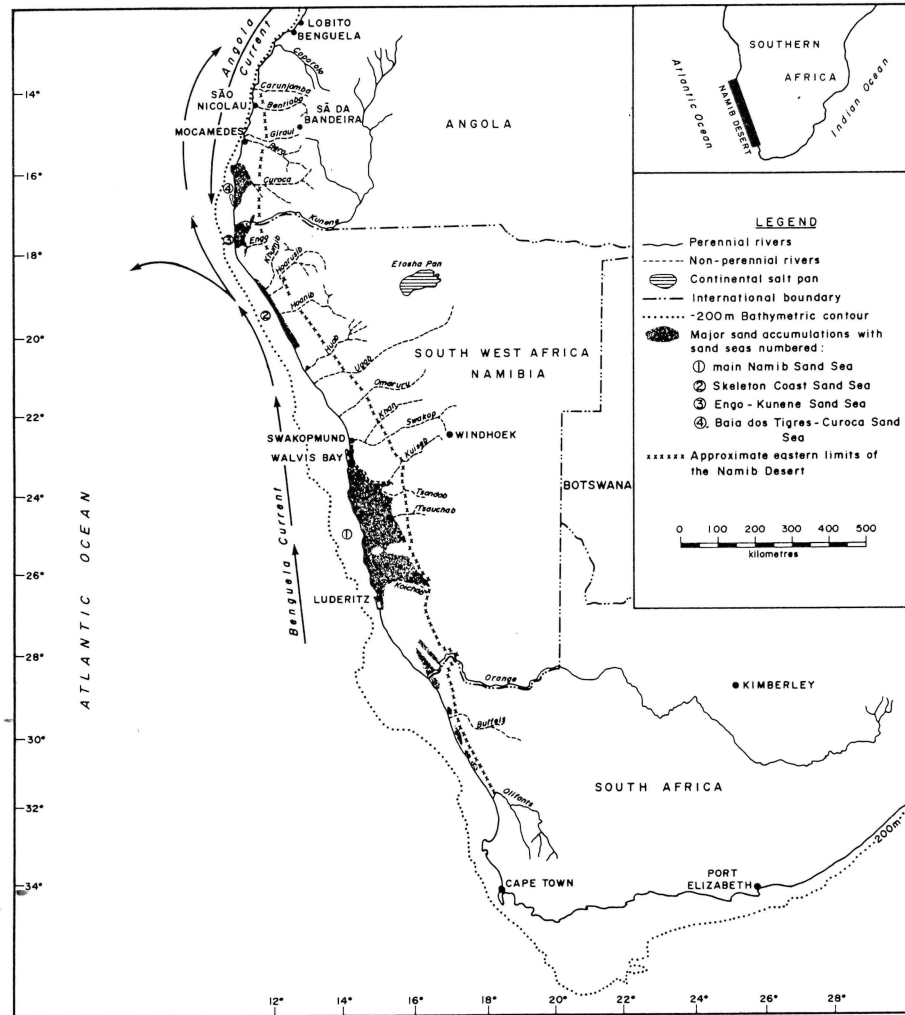 LOBITO
BENGUELA
Angola
Current
Coporolo
SÃO
NICOLAU
Carunjamba
Bentiaba
SÃ DA
BANDEIRA
MOCAMEDES
Giraul
Bero
ANGOLA
④
Curoca
Kunene
③
Engo
Khumib
Hoarusib
Etosha Pan
②
Hoanib
Huab
Ugab
SOUTH WEST AFRICA
NAMIBIA
Omaruru
Khan
Swakop
SWAKOPMUND
WINDHOEK
WALVIS BAY
Kuiseb
BOTSWANA
Tsondab
Tsauchab
①
Koichab
LUDERITZ
Benguela Current
ATLANTIC OCEAN
Orange
KIMBERLEY
Buffels
SOUTH AFRICA
Olifants
200m
CAPE TOWN
PORT
ELIZABETH
14°
16°
18°
20°
22°
24°
26°
28°
30°
32°
34°
12° 14° 16° 18° 20° 22° 24° 26° 28°
SOUTHERN
AFRICA
Atlantic Ocean
NAMIB DESERT
Indian Ocean
LEGEND
Perennial rivers
Non-perennial rivers
Continental salt pan
International boundary
-200m Bathymetric contour
Major sand accumulations with
sand seas numbered:
① main Namib Sand Sea
② Skeleton Coast Sand Sea
③ Engo-Kunene Sand Sea
④ Baia dos Tigres-Curoca Sand
Sea
xxxxxx Approximate eastern limits of
the Namib Desert
0 100 200 300 400 500
kilometres